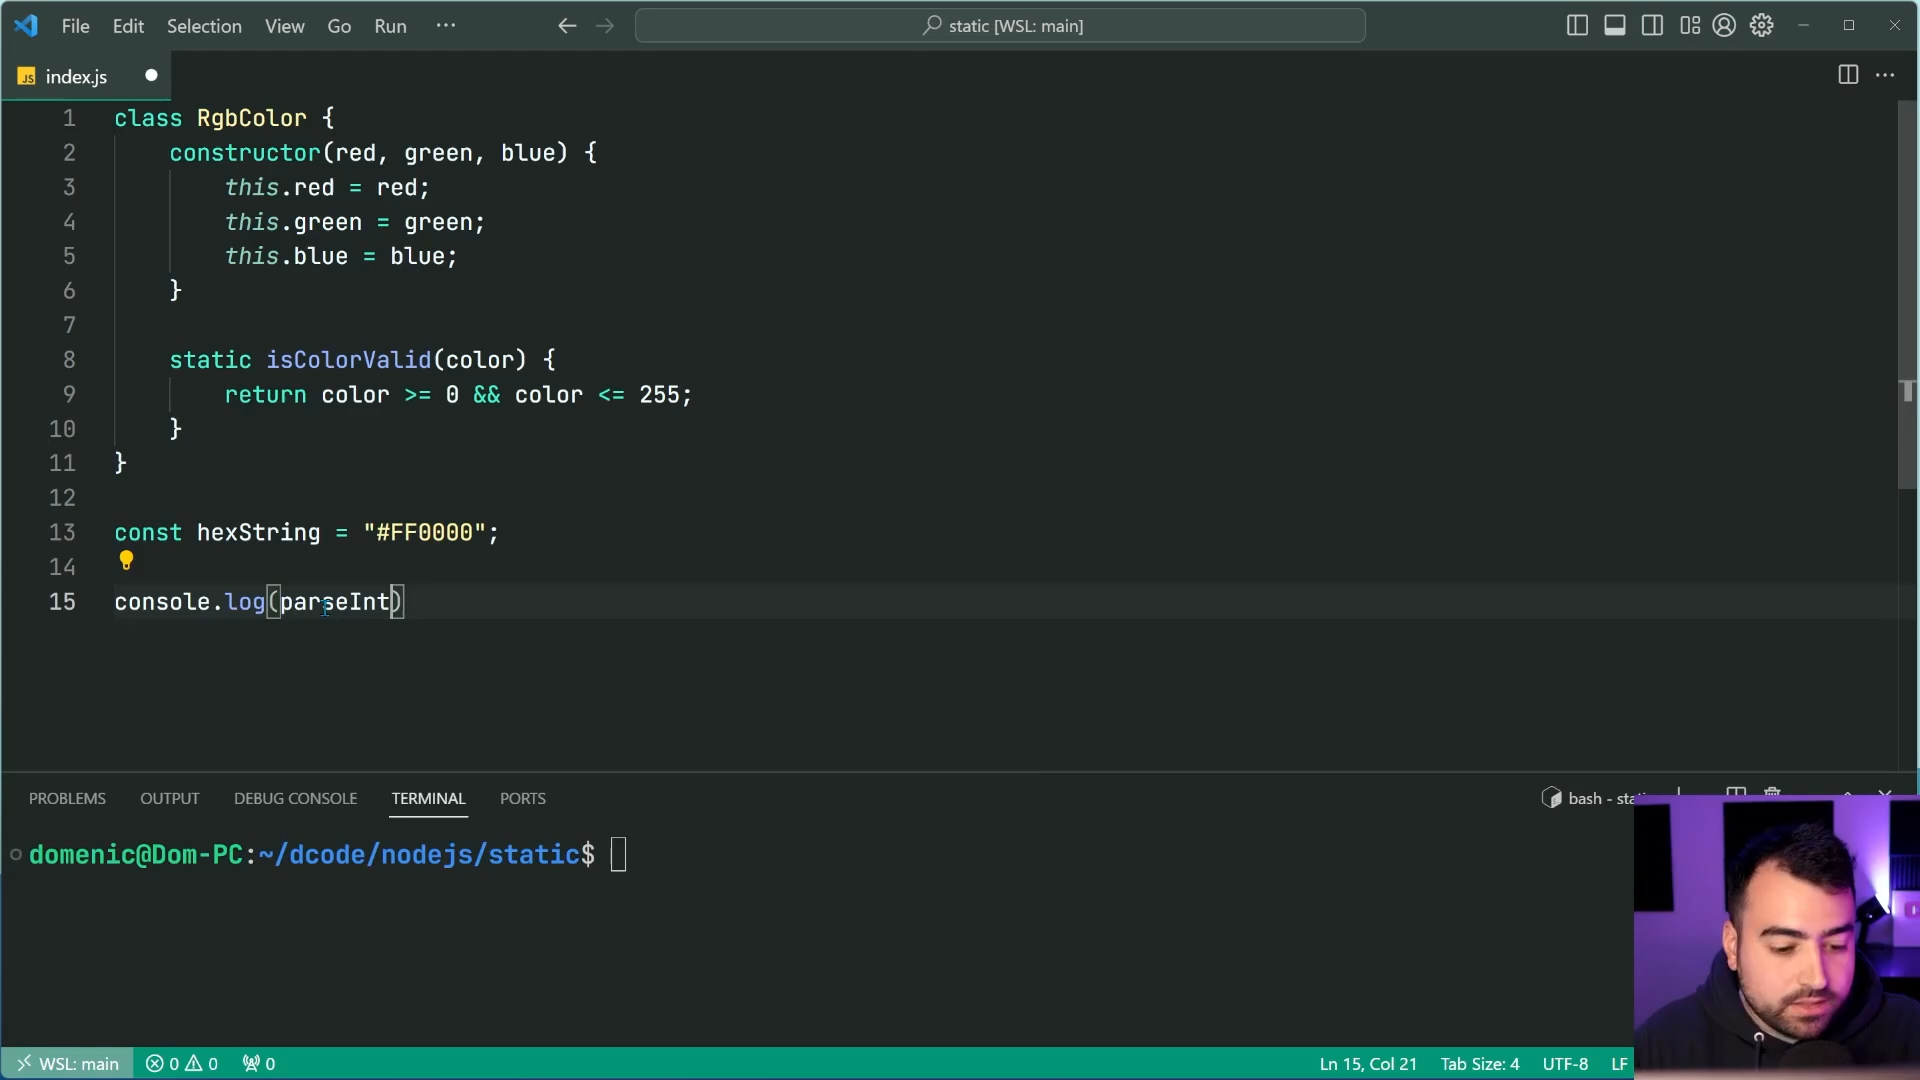 File Edit Selection View Go Run ···
static [WSL: main]
JS index.js
1 class RgbColor {
2 constructor(red, green, blue) {
3 this.red = red;
4 this.green = green;
5 this.blue = blue;
6 }
7
8 static isColorValid(color) {
9 return color >= 0 && color <= 255;
10 }
11 }
12
13 const hexString = "#FF0000";
14
15 console.log(parseInt)
PROBLEMS OUTPUT DEBUG CONSOLE TERMINAL PORTS
bash -
domenic@Dom-PC:~/dcode/nodejs/static$
WSL: main 0 0 0
Ln 15, Col 21 Tab Size: 4 UTF-8 LF